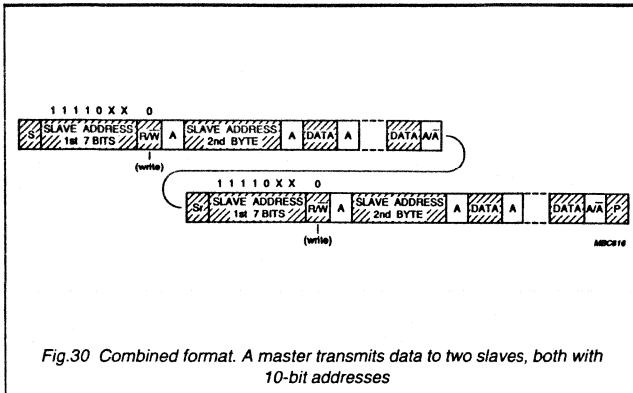 1 1 1 1 0 X X 0
S SLAVE ADDRESS 1st 7 BITS R/W̅ A SLAVE ADDRESS 2nd BYTE A DATA A DATA A/A̅
(write)
1 1 1 1 0 X X 0
Sr SLAVE ADDRESS 1st 7 BITS R/W̅ A SLAVE ADDRESS 2nd BYTE A DATA A DATA A/A̅ P
(write)
MBC616
Fig.30 Combined format. A master transmits data to two slaves, both with
10-bit addresses